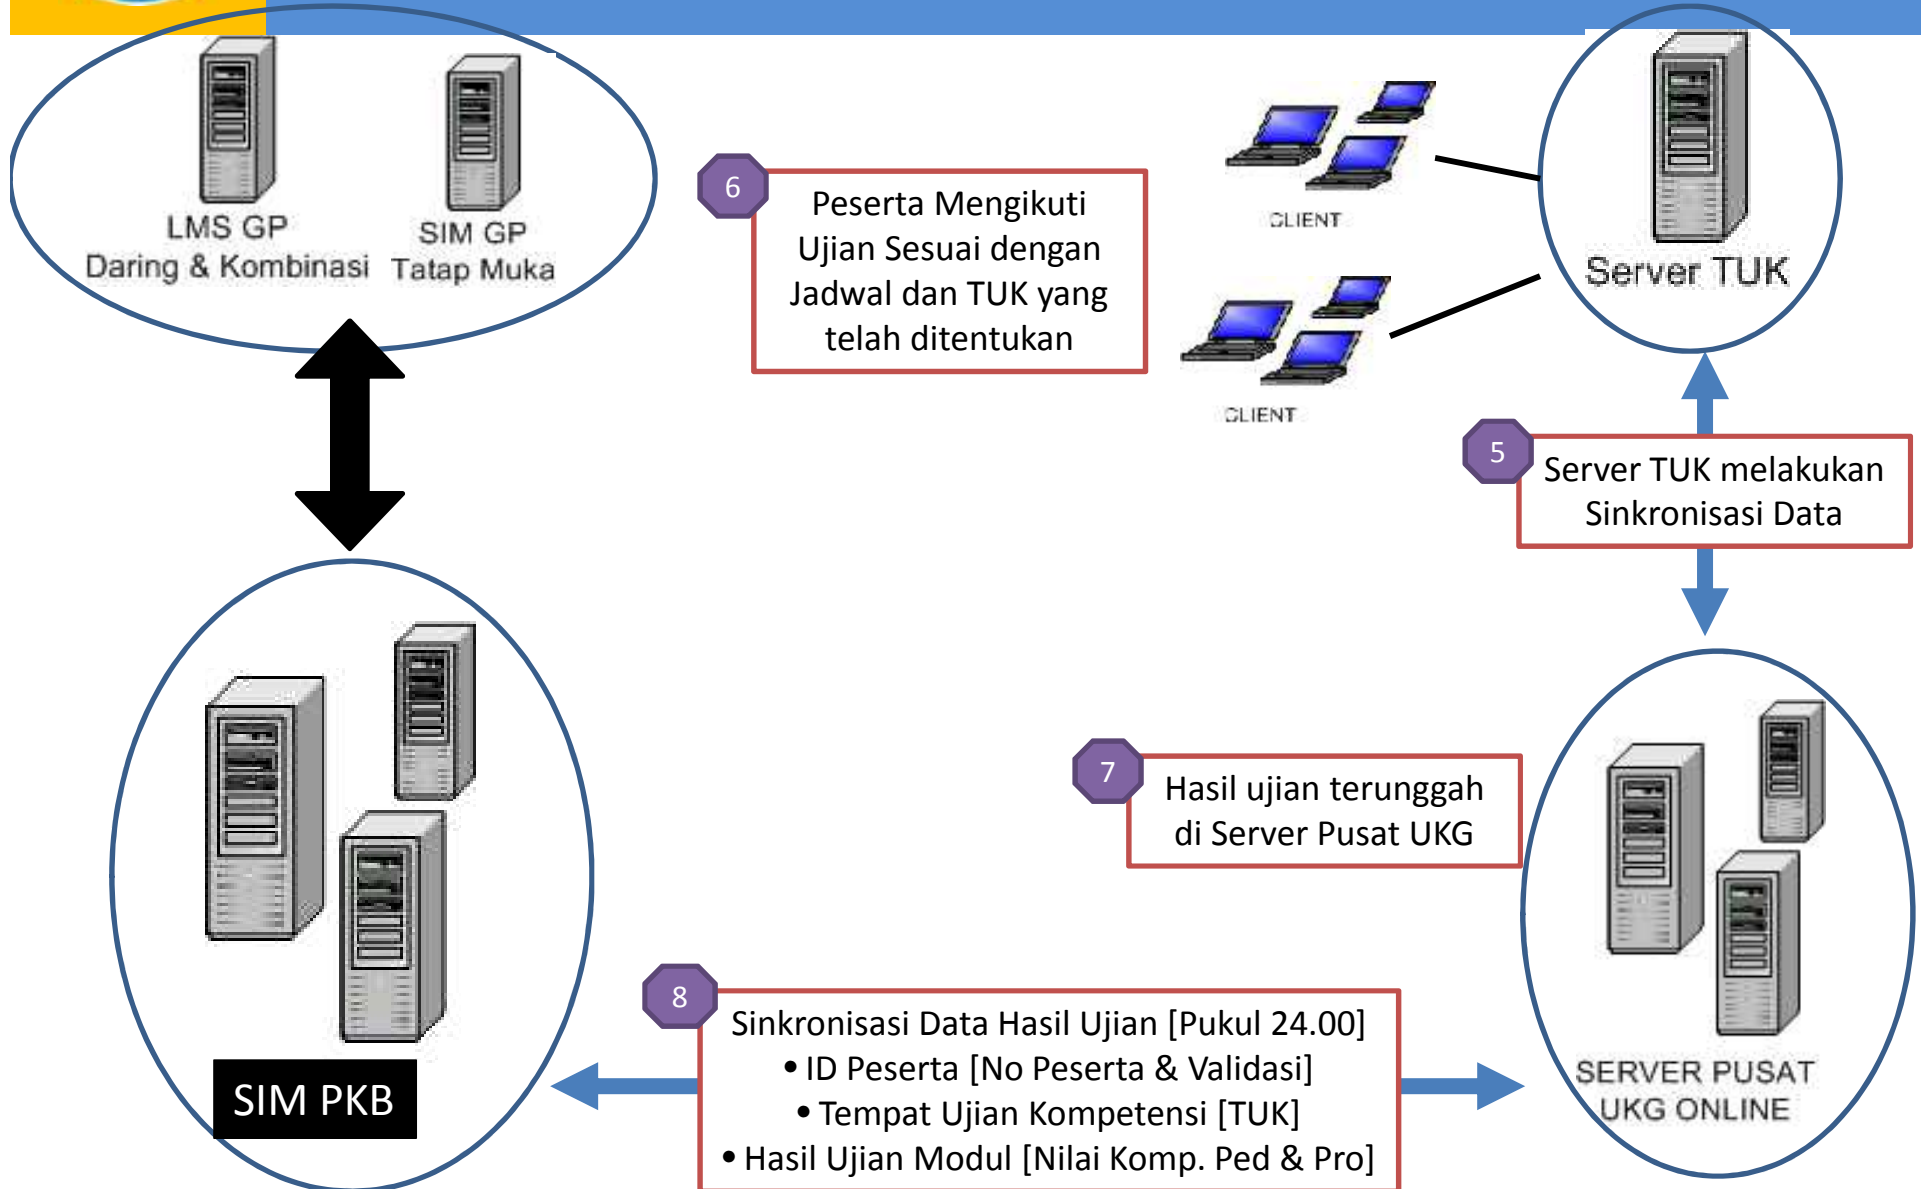 LMS GP
Daring & Kombinasi
SIM GP
Tatap Muka
6
Peserta Mengikuti
Ujian Sesuai dengan
Jadwal dan TUK yang
telah ditentukan
CLIENT
CLIENT
Server TUK
5
Server TUK melakukan
Sinkronisasi Data
7
Hasil ujian terunggah
di Server Pusat UKG
8
Sinkronisasi Data Hasil Ujian [Pukul 24.00]
• ID Peserta [No Peserta & Validasi]
• Tempat Ujian Kompetensi [TUK]
• Hasil Ujian Modul [Nilai Komp. Ped & Pro]
SIM PKB
SERVER PUSAT
UKG ONLINE